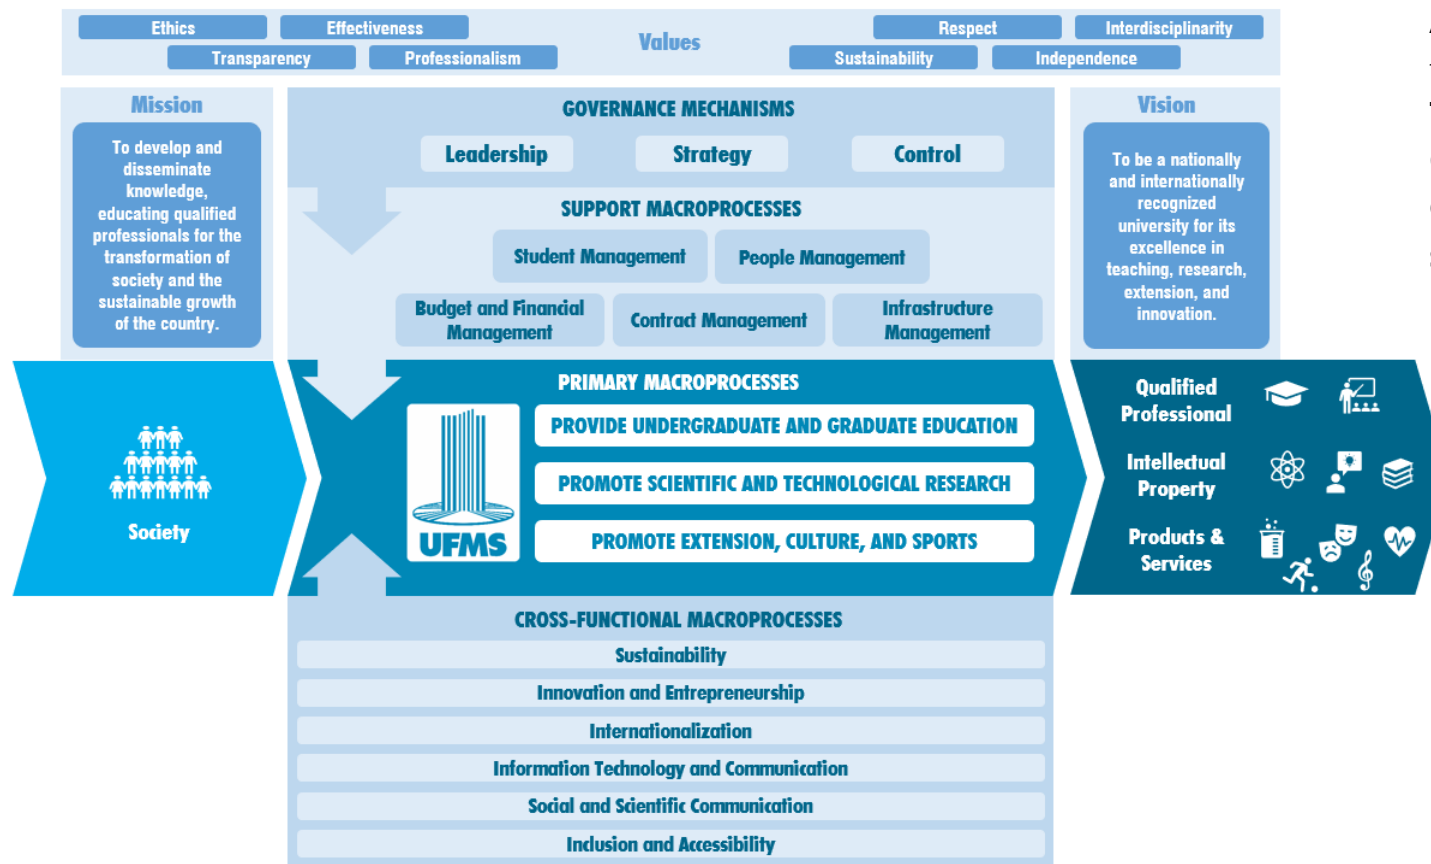 Ethics
Effectiveness
Transparency
Professionalism
Values
Respect
Interdisciplinarity
Sustainability
Independence
Mission
To develop and
disseminate
knowledge,
educating qualified
professionals for the
transformation of
society and the
sustainable growth
of the country.
GOVERNANCE MECHANISMS
Leadership
Strategy
Control
SUPPORT MACROPROCESSES
Student Management
People Management
Budget and Financial
Management
Contract Management
Infrastructure
Management
Vision
To be a nationally
and internationally
recognized
university for its
excellence in
teaching, research,
extension, and
innovation.
Society
PRIMARY MACROPROCESSES
UFMS
PROVIDE UNDERGRADUATE AND GRADUATE EDUCATION
PROMOTE SCIENTIFIC AND TECHNOLOGICAL RESEARCH
PROMOTE EXTENSION, CULTURE, AND SPORTS
Qualified
Professional
Intellectual
Property
Products &
Services
CROSS-FUNCTIONAL MACROPROCESSES
Sustainability
Innovation and Entrepreneurship
Internationalization
Information Technology and Communication
Social and Scientific Communication
Inclusion and Accessibility